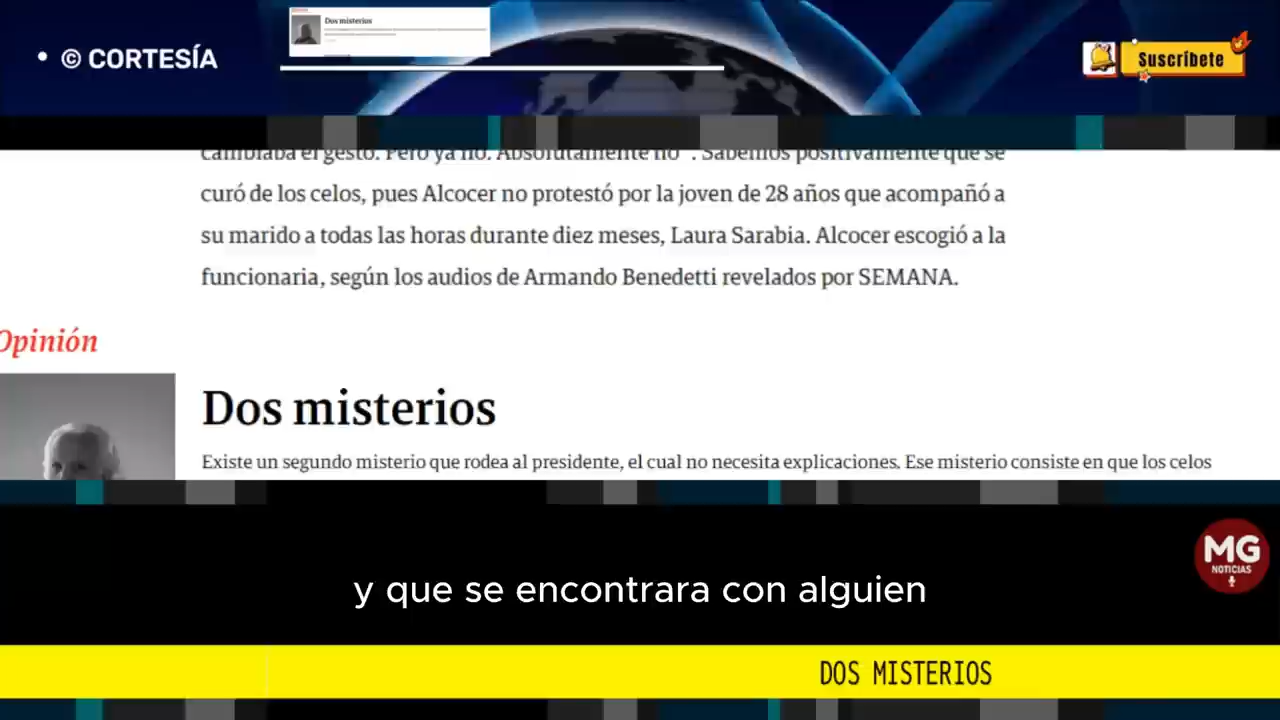 Dos misterios
• © CORTESÍA
Suscríbete
cambiaba el gesto. Pero ya no. Absolutamente no". Sabemos positivamente que se
curó de los celos, pues Alcocer no protestó por la joven de 28 años que acompañó a
su marido a todas las horas durante diez meses, Laura Sarabia. Alcocer escogió a la
funcionaria, según los audios de Armando Benedetti revelados por SEMANA.
Opinión
Dos misterios
Existe un segundo misterio que rodea al presidente, el cual no necesita explicaciones. Ese misterio consiste en que los celos
MG
NOTICIAS
y que se encontrara con alguien
DOS MISTERIOS